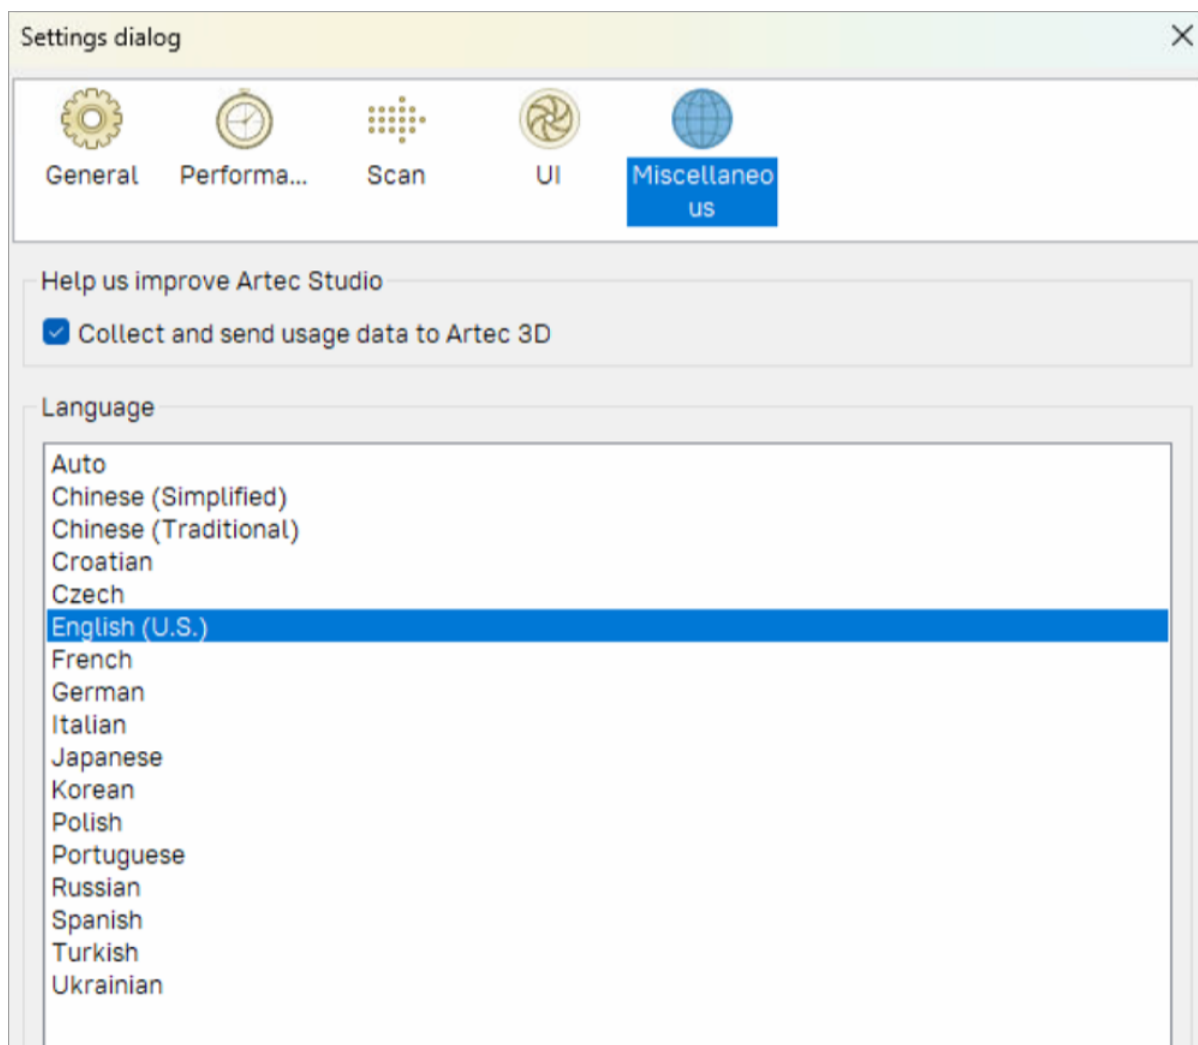 Settings dialog
General
Performa...
Scan
UI
Miscellaneo
us
Help us improve Artec Studio
Collect and send usage data to Artec 3D
Language
Auto
Chinese (Simplified)
Chinese (Traditional)
Croatian
Czech
English (U.S.)
French
German
Italian
Japanese
Korean
Polish
Portuguese
Russian
Spanish
Turkish
Ukrainian